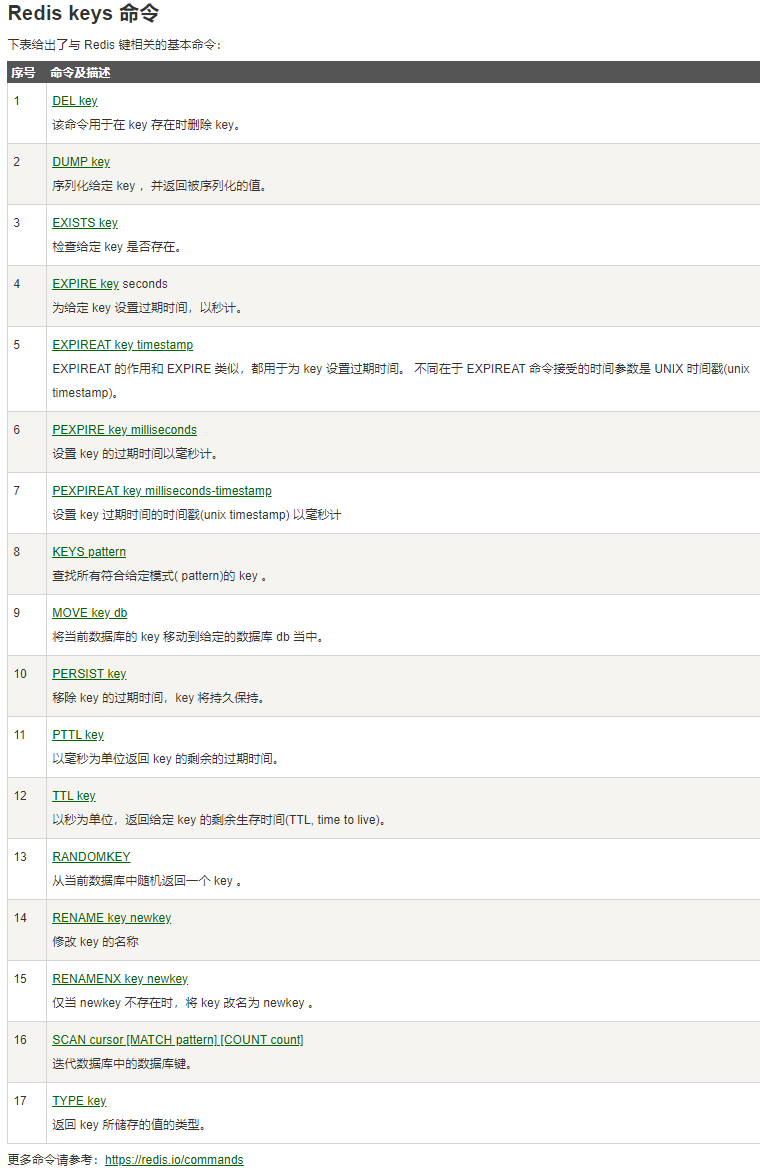 Redis keys 命令
下表给出了与 Redis 键相关的基本命令：
序号 命令及描述
1 DEL key
该命令用于在 key 存在时删除 key。
2 DUMP key
序列化给定 key ，并返回被序列化的值。
3 EXISTS key
检查给定 key 是否存在。
4 EXPIRE key seconds
为给定 key 设置过期时间，以秒计。
5 EXPIREAT key timestamp
EXPIREAT 的作用和 EXPIRE 类似，都用于为 key 设置过期时间。 不同在于 EXPIREAT 命令接受的时间参数是 UNIX 时间戳(unix
timestamp)。
6 PEXPIRE key milliseconds
设置 key 的过期时间以毫秒计。
7 PEXPIREAT key milliseconds-timestamp
设置 key 过期时间的时间戳(unix timestamp) 以毫秒计
8 KEYS pattern
查找所有符合给定模式( pattern)的 key 。
9 MOVE key db
将当前数据库的 key 移动到给定的数据库 db 当中。
10 PERSIST key
移除 key 的过期时间，key 将持久保持。
11 PTTL key
以毫秒为单位返回 key 的剩余的过期时间。
12 TTL key
以秒为单位，返回给定 key 的剩余生存时间(TTL, time to live)。
13 RANDOMKEY
从当前数据库中随机返回一个 key 。
14 RENAME key newkey
修改 key 的名称
15 RENAMENX key newkey
仅当 newkey 不存在时，将 key 改名为 newkey 。
16 SCAN cursor [MATCH pattern] [COUNT count]
迭代数据库中的数据库键。
17 TYPE key
返回 key 所储存的值的类型。
更多命令请参考：https://redis.io/commands